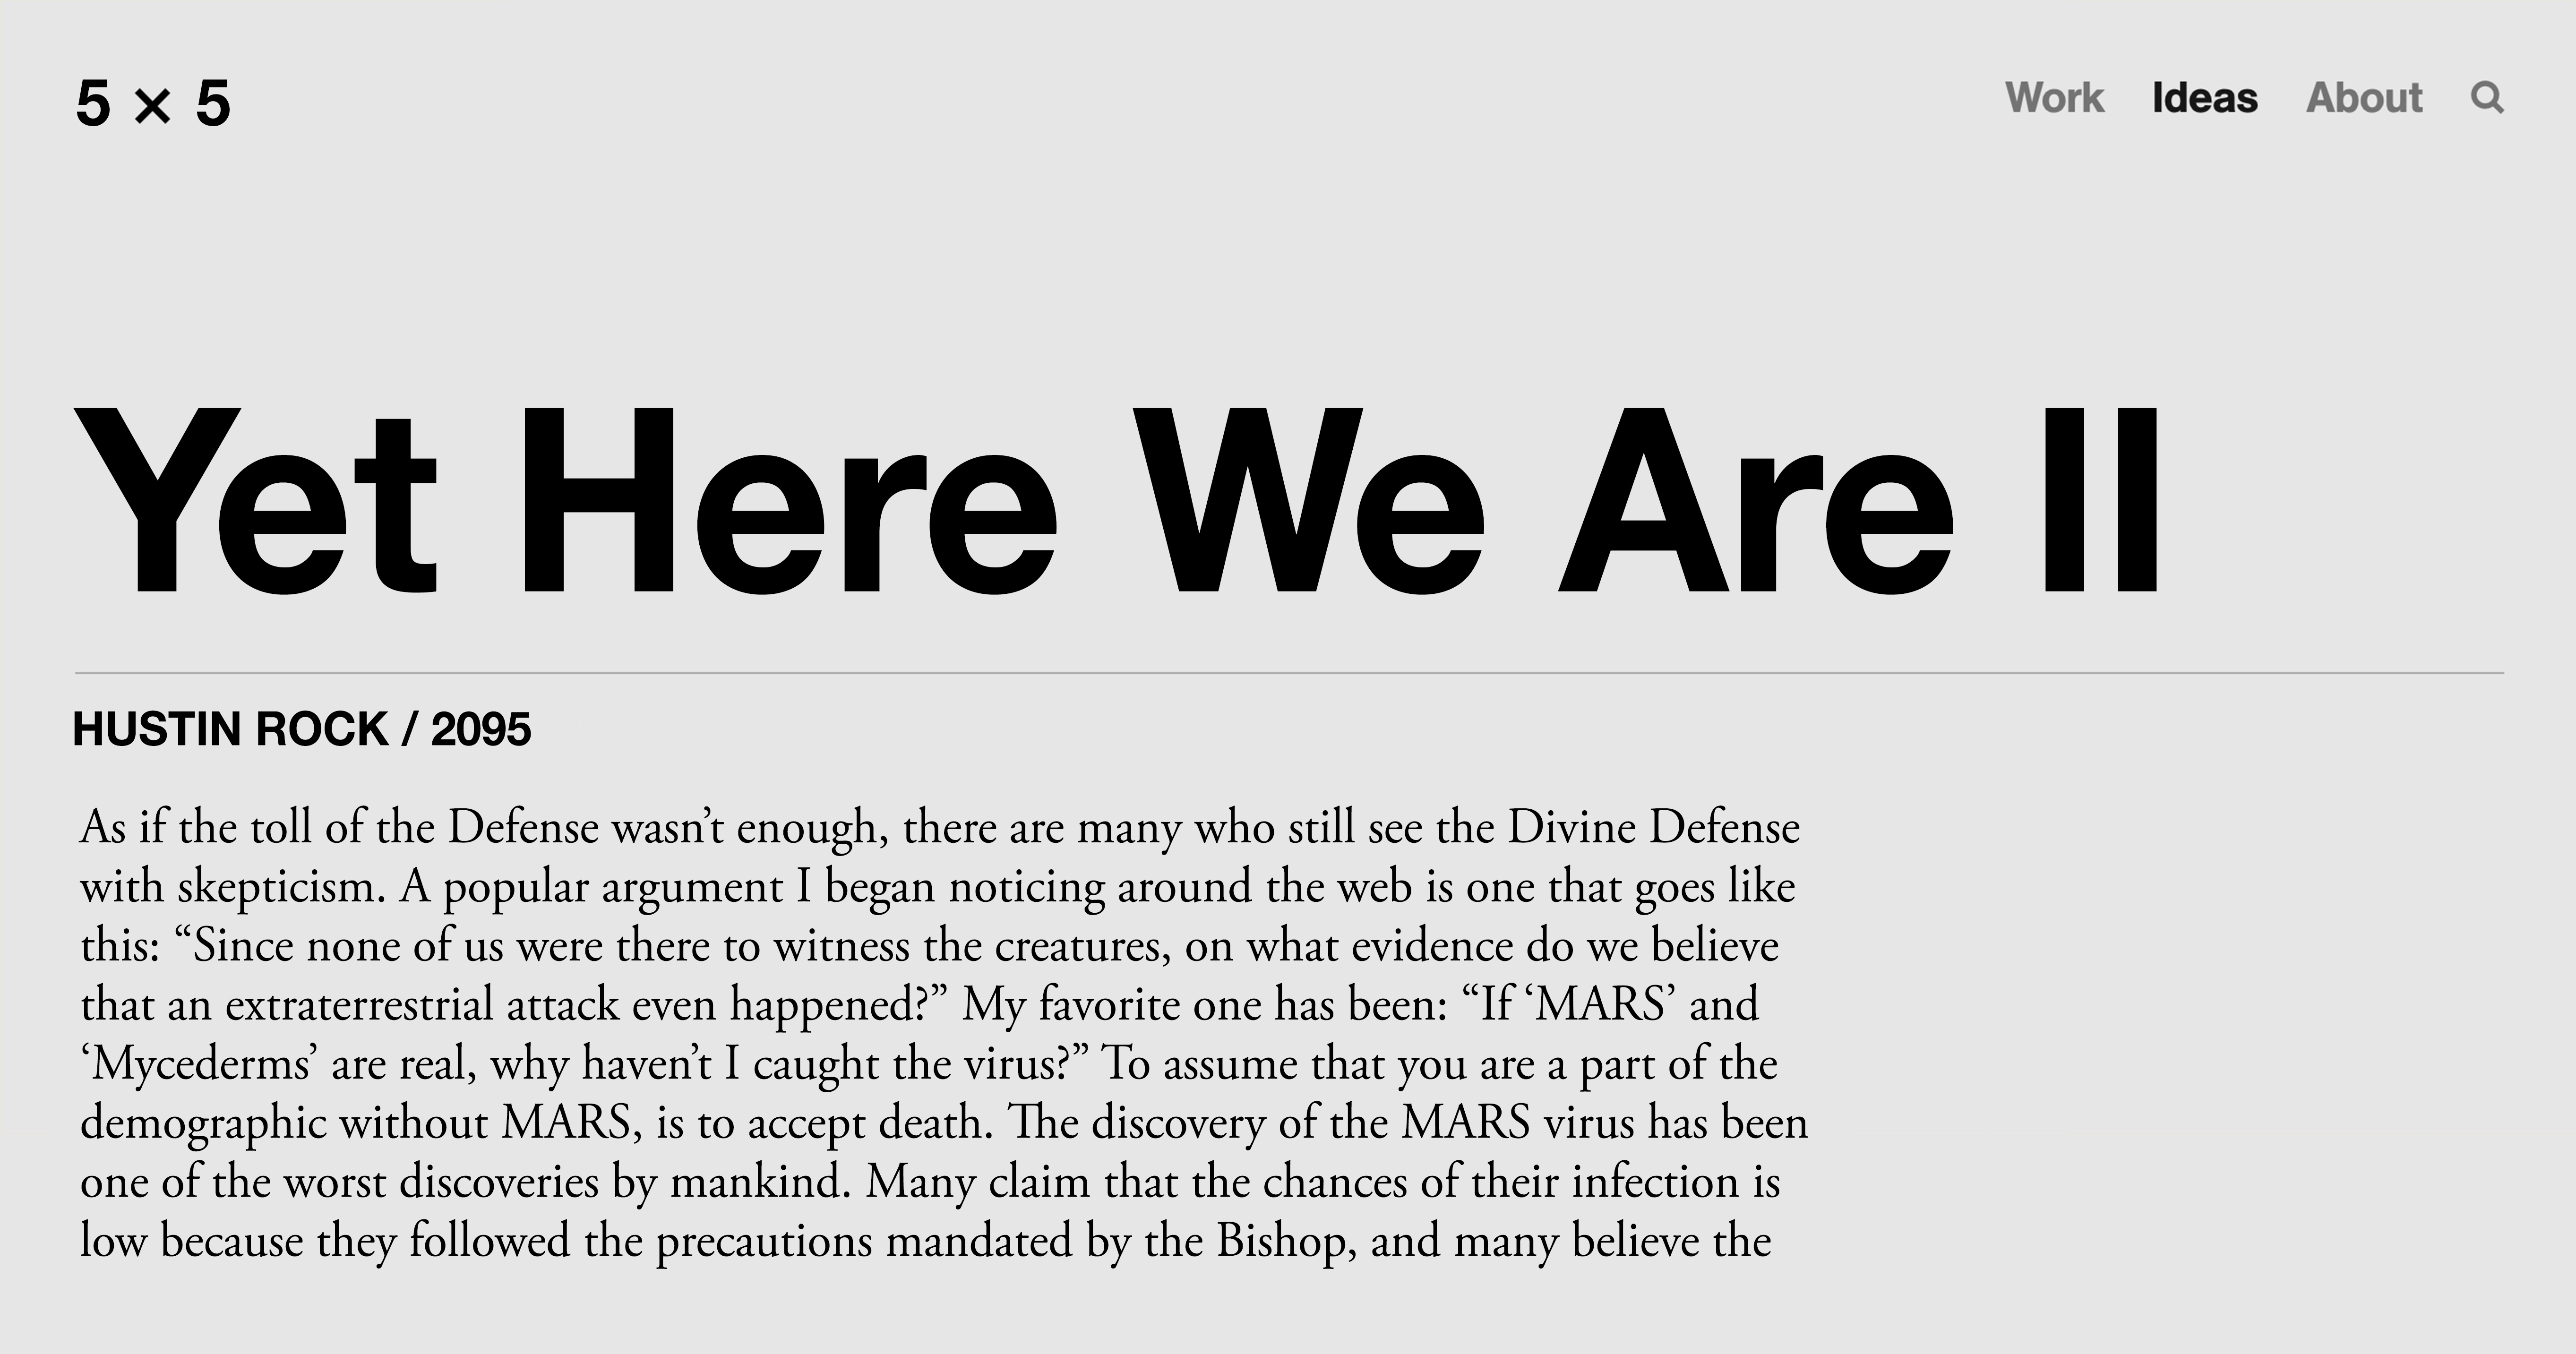 5 × 5
Work Ideas About
Yet Here We Are II
HUSTIN ROCK / 2095
As if the toll of the Defense wasn’t enough, there are many who still see the Divine Defense
with skepticism. A popular argument I began noticing around the web is one that goes like
this: “Since none of us were there to witness the creatures, on what evidence do we believe
that an extraterrestrial attack even happened?” My favorite one has been: “If ‘MARS’ and
‘Mycederms’ are real, why haven’t I caught the virus?” To assume that you are a part of the
demographic without MARS, is to accept death. The discovery of the MARS virus has been
one of the worst discoveries by mankind. Many claim that the chances of their infection is
low because they followed the precautions mandated by the Bishop, and many believe the